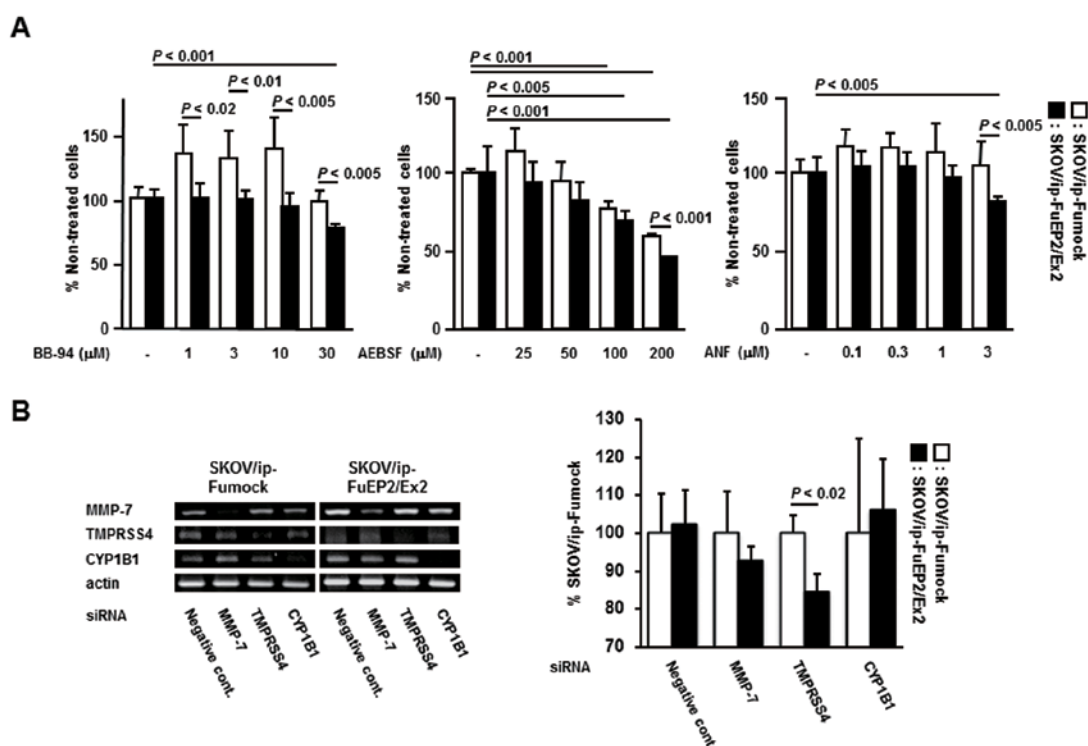 A
P < 0.001
P < 0.01
P < 0.02
P < 0.005
P < 0.005
150
100
50
0
% Non-treated cells
BB-94 (μM)
- 1 3 10 30
P < 0.001
P < 0.005
P < 0.001
P < 0.001
150
100
50
0
% Non-treated cells
AEBSF (μM)
- 25 50 100 200
P < 0.005
P < 0.005
150
100
50
0
% Non-treated cells
ANF (μM)
- 0.1 0.3 1 3
: SKOV/ip-Fumock
: SKOV/ip-FuEP2/Ex2
B
SKOV/ip-
Fumock
SKOV/ip-
FuEP2/Ex2
MMP-7
TMPRSS4
CYP1B1
actin
siRNA
Negative cont.
MMP-7
TMPRSS4
CYP1B1
Negative cont.
MMP-7
TMPRSS4
CYP1B1
130
120
110
100
90
80
70
% SKOV/ip-Fumock
P < 0.02
siRNA
Negative cont.
MMP-7
TMPRSS4
CYP1B1
: SKOV/ip-Fumock
: SKOV/ip-FuEP2/Ex2